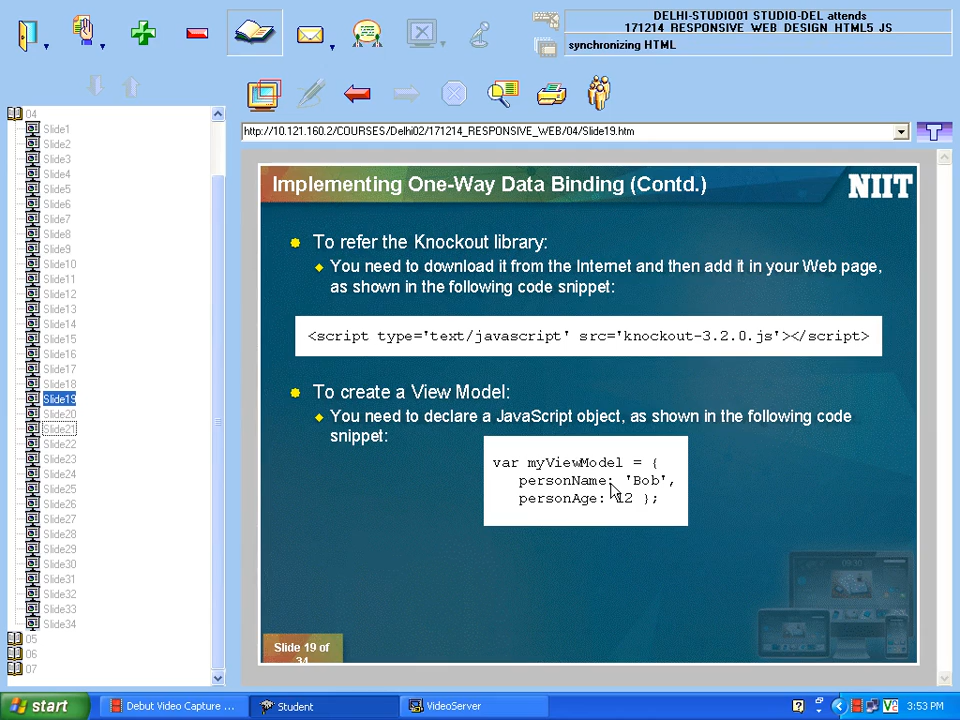 DELHI-STUDIO01 STUDIO-DEL attends
171214_RESPONSIVE_WEB_DESIGN_HTML5_JS
synchronizing HTML
http://10.121.160.2/COURSES/Delhi02/171214_RESPONSIVE_WEB/04/Slide19.htm
T
04
Slide1
Slide2
Slide3
Slide4
Slide5
Slide6
Slide7
Slide8
Slide9
Slide10
Slide11
Slide12
Slide13
Slide14
Slide15
Slide16
Slide17
Slide18
Slide19
Slide20
Slide21
Slide22
Slide23
Slide24
Slide25
Slide26
Slide27
Slide28
Slide29
Slide30
Slide31
Slide32
Slide33
Slide34
05
06
07
Implementing One-Way Data Binding (Contd.)
NIIT
To refer the Knockout library:
You need to download it from the Internet and then add it in your Web page,
as shown in the following code snippet:
<script type='text/javascript' src='knockout-3.2.0.js'></script>
To create a View Model:
You need to declare a JavaScript object, as shown in the following code
snippet:
var myViewModel = {
personName: 'Bob',
personAge: 12 };
Slide 19 of
34
start
Debut Video Capture ...
Student
VideoServer
3:53 PM